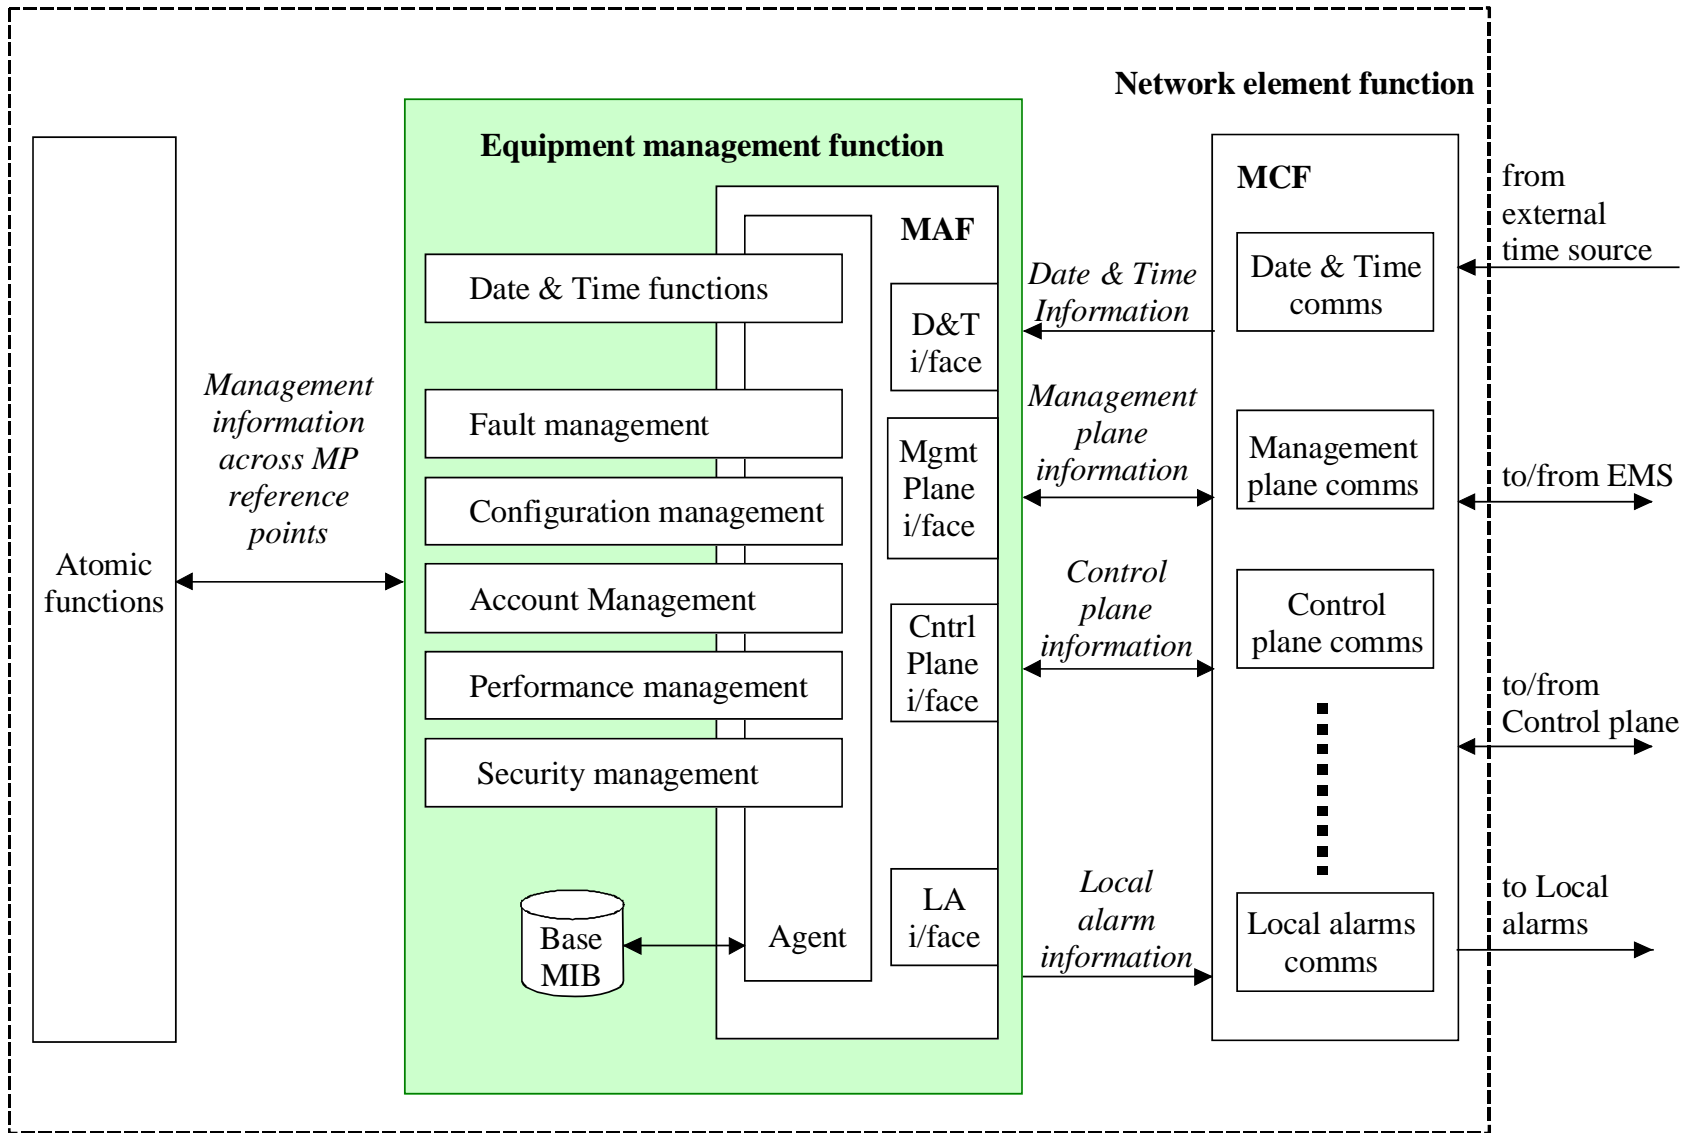 Network element function
Equipment management function
MCF
from
external
time source
MAF
Date & Time functions
Date & Time
Information
Date & Time
comms
D&T
i/face
Management
information
across MP
reference
points
Fault management
Management
plane
information
Mgmt
Plane
i/face
Management
plane comms
to/from EMS
Configuration management
Atomic
functions
Account Management
Control
plane
information
Control
plane comms
Cntrl
Plane
i/face
Performance management
to/from
Control plane
Security management
Base
MIB
Agent
LA
i/face
Local
alarm
information
Local alarms
comms
to Local
alarms